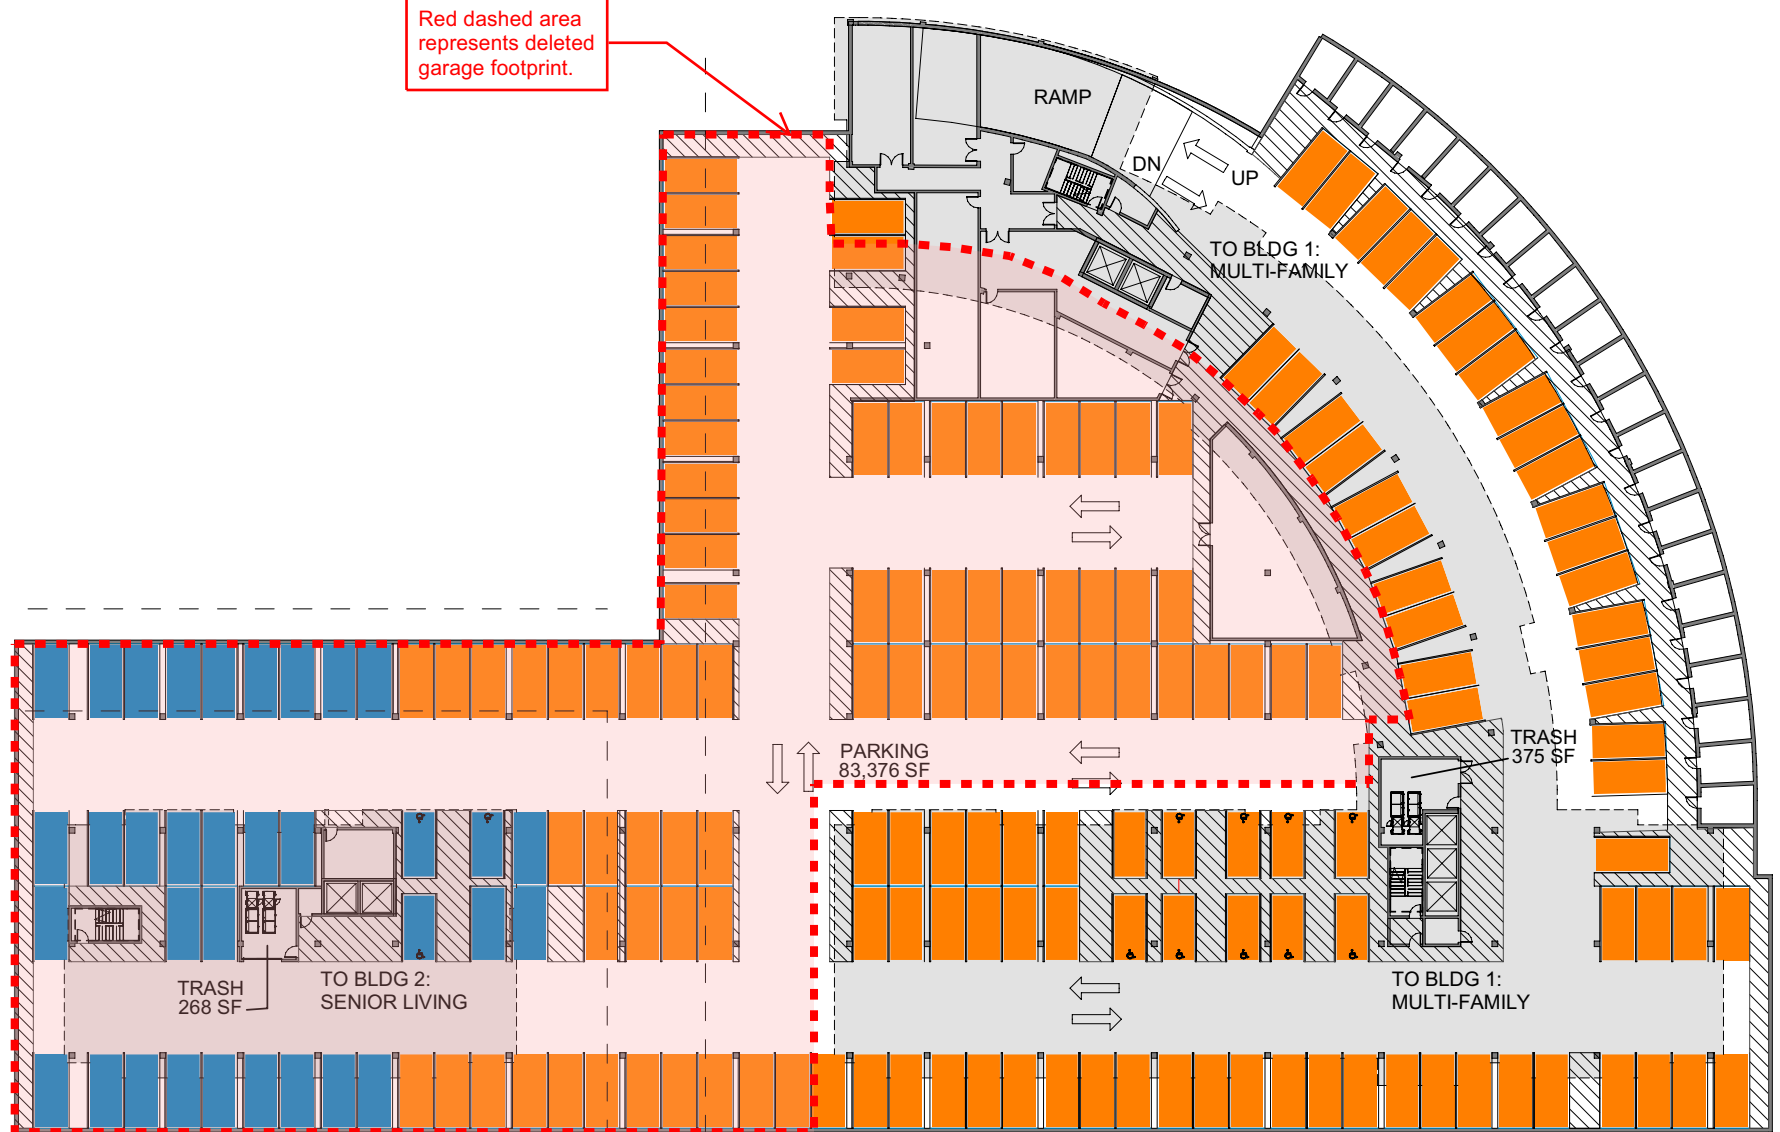 Red dashed area
represents deleted
garage footprint.
RAMP
DN
UP
TO BLDG 1:
MULTI-FAMILY
PARKING
83,376 SF
TRASH
375 SF
TRASH
268 SF
TO BLDG 2:
SENIOR LIVING
TO BLDG 1:
MULTI-FAMILY